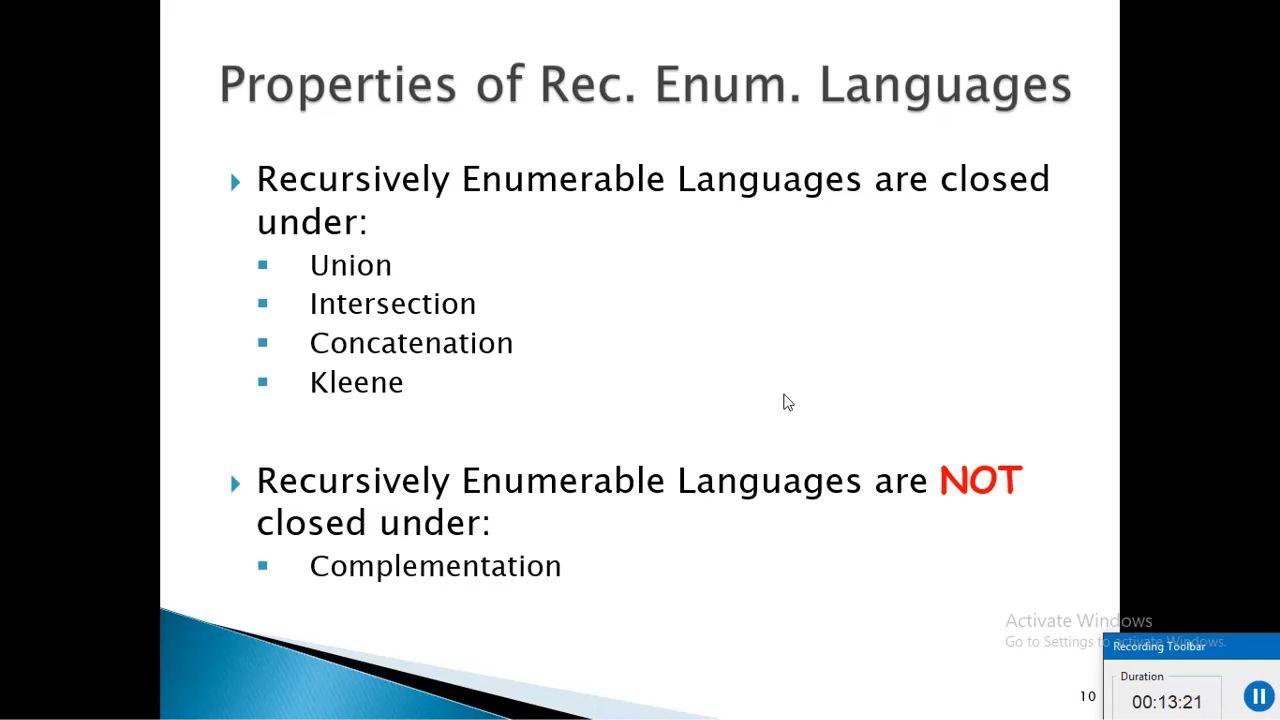 Properties of Rec. Enum. Languages
Recursively Enumerable Languages are closed
under:
Union
Intersection
Concatenation
Kleene
Recursively Enumerable Languages are NOT
closed under:
Complementation
Activate Windows
Go to Settings to activate Windows.
Recording Toolbar
Duration
10
00:13:21